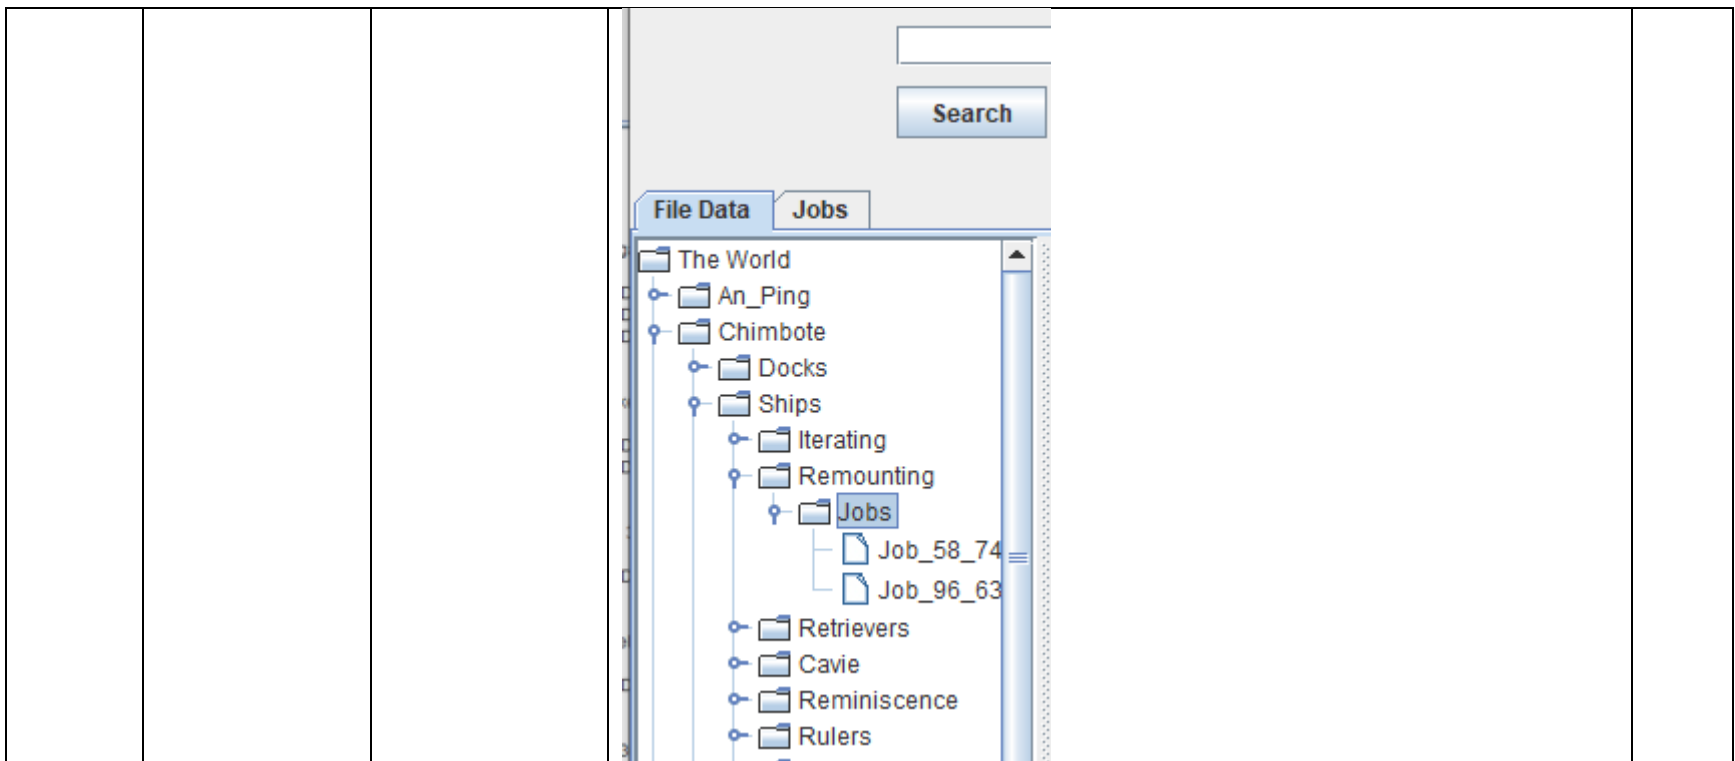 Search
File Data Jobs
The World
An_Ping
Chimbote
Docks
Ships
Iterating
Remounting
Jobs
Job_58_74
Job_96_63
Retrievers
Cavie
Reminiscence
Rulers